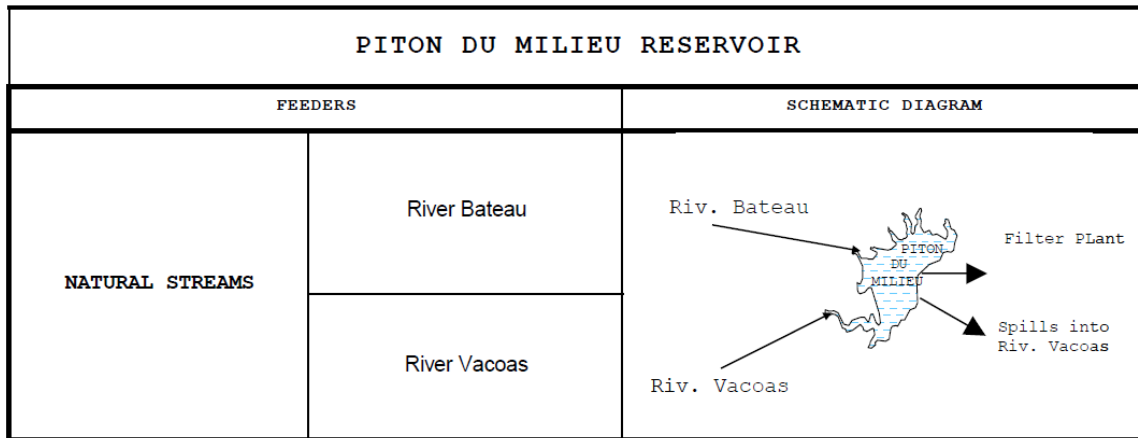 PITON DU MILIEU RESERVOIR
FEEDERS
SCHEMATIC DIAGRAM
NATURAL STREAMS
River Bateau
River Vacoas
Riv. Bateau
PITON
DU
MILIEU
Filter PLant
Spills into
Riv. Vacoas
Riv. Vacoas